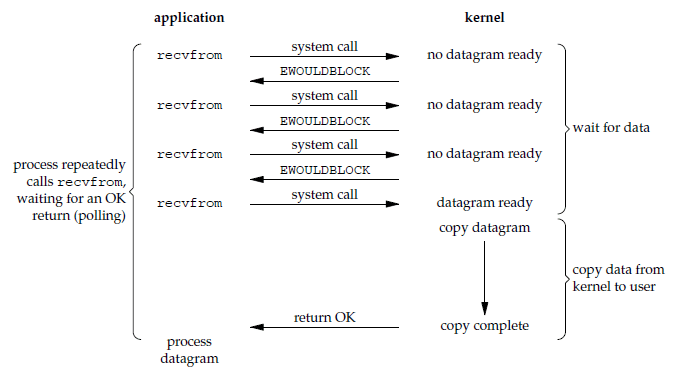 application kernel
recvfrom system call no datagram ready
EWOULDBLOCK
recvfrom system call no datagram ready
EWOULDBLOCK
recvfrom system call no datagram ready
EWOULDBLOCK
recvfrom system call datagram ready
wait for data
process repeatedly
calls recvfrom,
waiting for an OK
return (polling)
copy datagram
copy data from
kernel to user
return OK copy complete
process
datagram